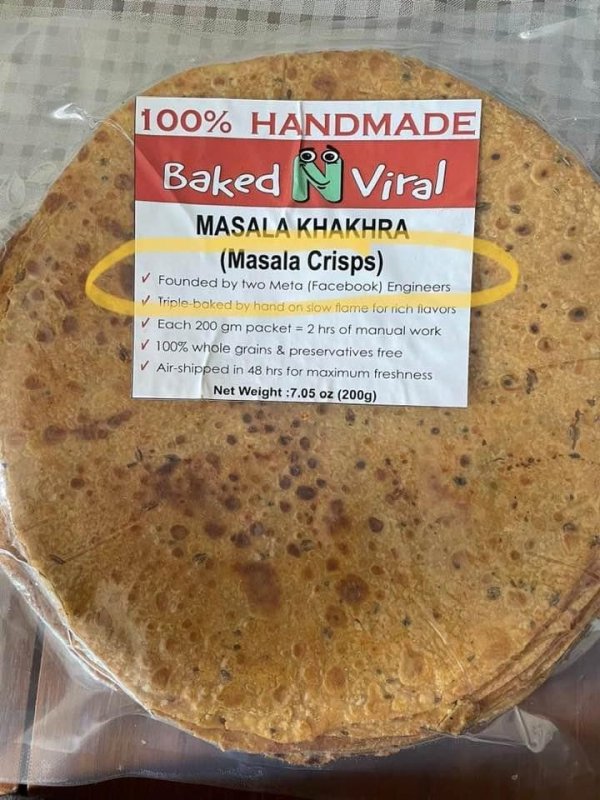 100% HANDMADE
Baked N Viral
MASALA KHAKHRA
(Masala Crisps)
✓ Founded by two Meta (Facebook) Engineers
✓ Triple-baked by hand on slow flame for rich flavors
✓ Each 200 gm packet = 2 hrs of manual work
✓ 100% whole grains & preservatives free
✓ Air-shipped in 48 hrs for maximum freshness
Net Weight :7.05 oz (200g)